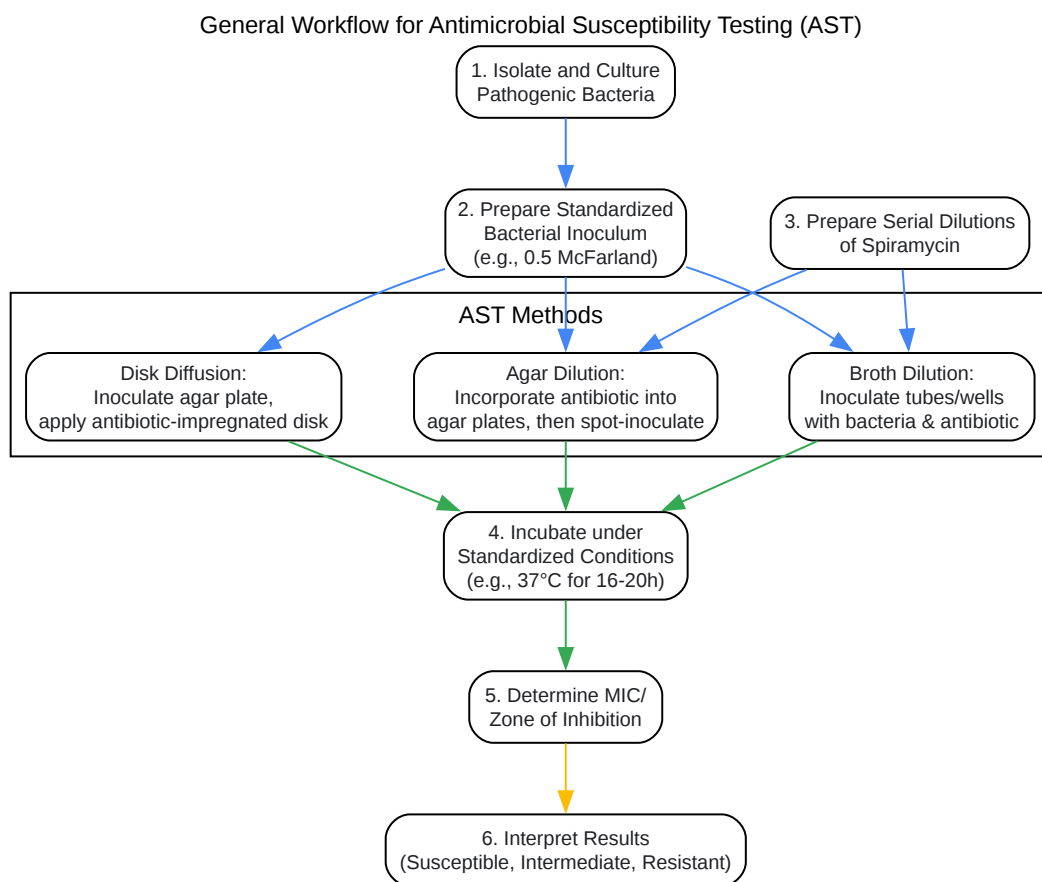 General Workflow for Antimicrobial Susceptibility Testing (AST)
1. Isolate and Culture
Pathogenic Bacteria
2. Prepare Standardized
Bacterial Inoculum
(e.g., 0.5 McFarland)
3. Prepare Serial Dilutions
of Spiramycin
AST Methods
Disk Diffusion:
Inoculate agar plate,
apply antibiotic-impregnated disk
Agar Dilution:
Incorporate antibiotic into
agar plates, then spot-inoculate
Broth Dilution:
Inoculate tubes/wells
with bacteria & antibiotic
4. Incubate under
Standardized Conditions
(e.g., 37°C for 16-20h)
5. Determine MIC/
Zone of Inhibition
6. Interpret Results
(Susceptible, Intermediate, Resistant)